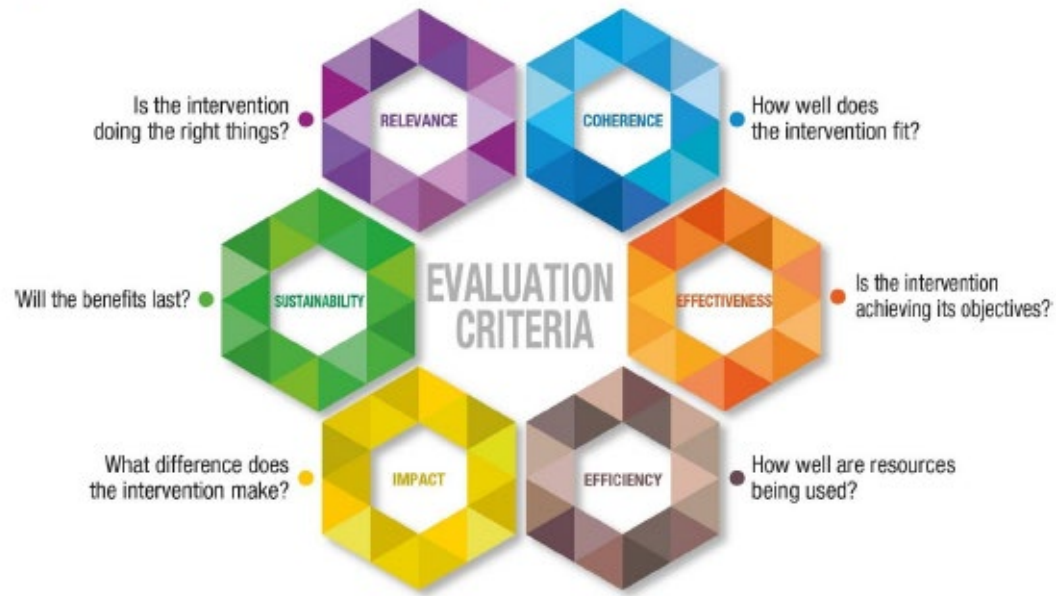 Is the intervention
doing the right things?
RELEVANCE
COHERENCE
How well does
the intervention fit?
'Will the benefits last?
SUSTAINABILITY
EVALUATION
CRITERIA
EFFECTIVENESS
Is the intervention
achieving its objectives?
What difference does
the intervention make?
IMPACT
EFFICIENCY
How well are resources
being used?